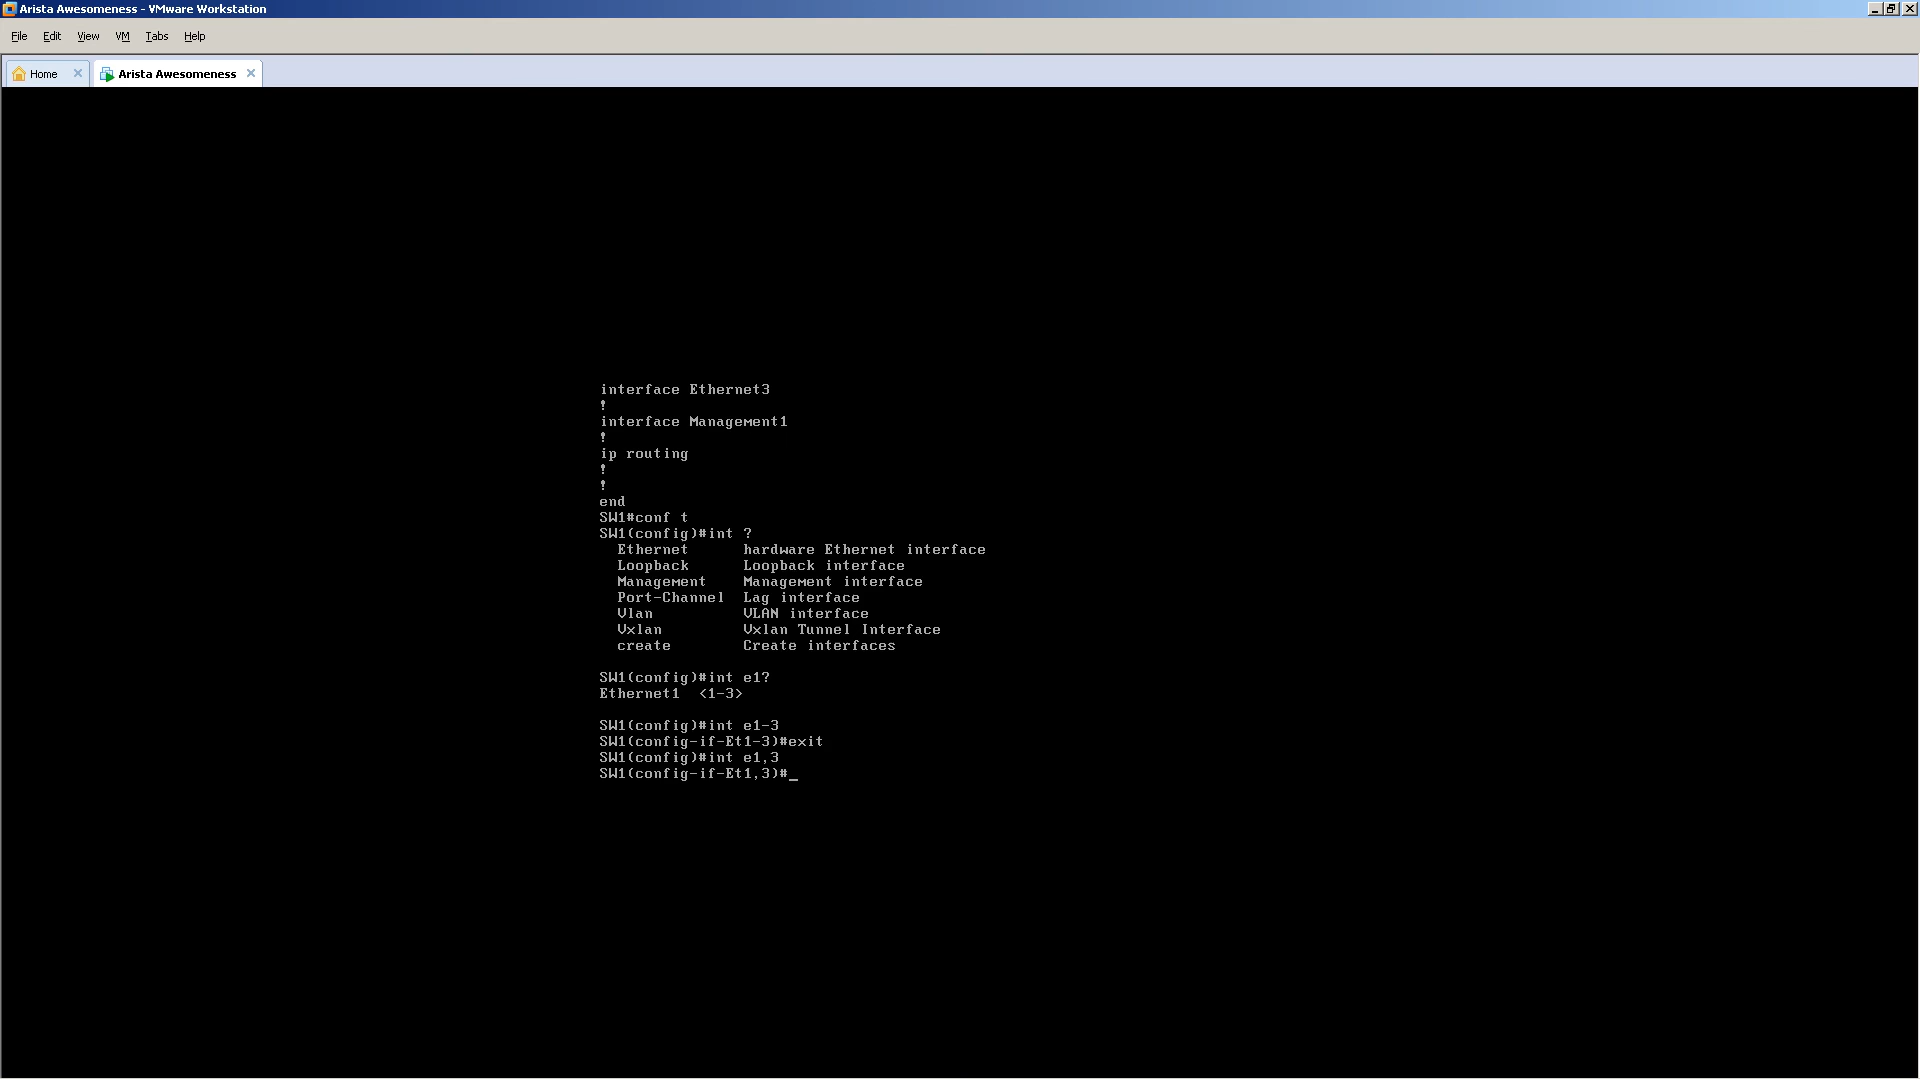 Arista Awesomeness - VMware Workstation
File Edit View VM Tabs Help
Home Arista Awesomeness
interface Ethernet3
!
interface Management1
!
ip routing
!
!
end
SW1#conf t
SW1(config)#int ?
  Ethernet      hardware Ethernet interface
  Loopback      Loopback interface
  Management    Management interface
  Port-Channel  Lag interface
  Vlan          VLAN interface
  Vxlan         Vxlan Tunnel Interface
  create        Create interfaces
SW1(config)#int e1?
Ethernet1  <1-3>
SW1(config)#int e1-3
SW1(config-if-Et1-3)#exit
SW1(config)#int e1,3
SW1(config-if-Et1,3)#_